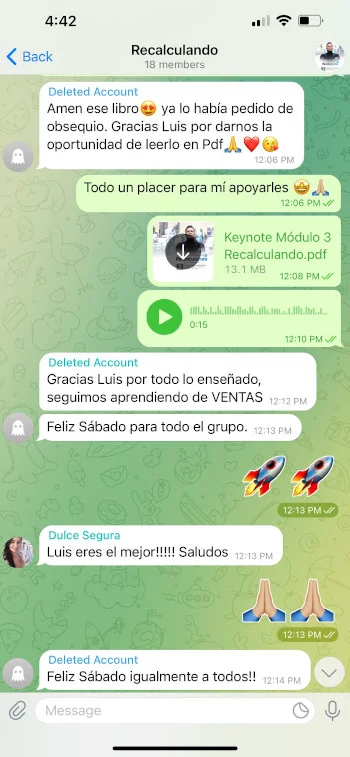 4:42
Back
Recalculando
18 members
Deleted Account
Amen ese libro😍 ya lo había pedido de
obsequio. Gracias Luis por darnos la
oportunidad de leerlo en Pdf🙏❤️😘
12:06 PM
Todo un placer para mí apoyarles 🤩🙏🏼
12:06 PM
Keynote Módulo 3
Recalculando.pdf
13.1 MB
12:08 PM
0:15
12:10 PM
Deleted Account
Gracias Luis por todo lo enseñado,
seguimos aprendiendo de VENTAS 12:12 PM
Feliz Sábado para todo el grupo. 12:13 PM
🚀🚀
12:13 PM
Dulce Segura
Luis eres el mejor!!!!! Saludos 12:13 PM
🙏🏼🙏🏼
12:13 PM
Deleted Account
Feliz Sábado igualmente a todos!! 12:14 PM
Message